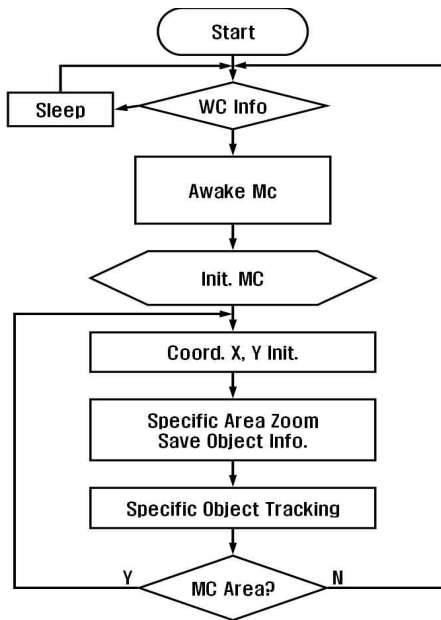 Start
WC Info
Sleep
Awake Mc
Init. MC
Coord. X, Y Init.
Specific Area Zoom
Save Object Info.
Specific Object Tracking
MC Area?
Y
N